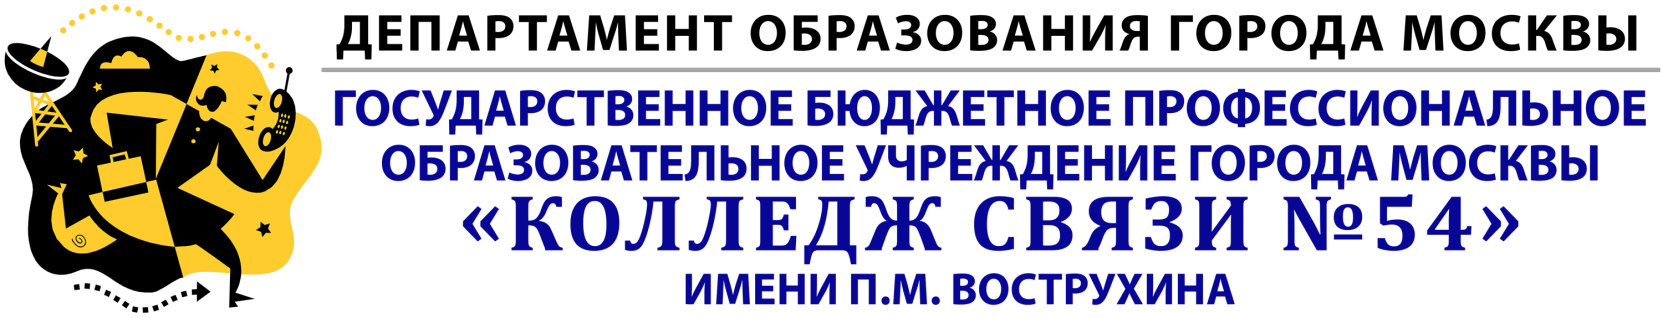 ДЕПАРТАМЕНТ ОБРАЗОВАНИЯ ГОРОДА МОСКВЫ
ГОСУДАРСТВЕННОЕ БЮДЖЕТНОЕ ПРОФЕССИОНАЛЬНОЕ
ОБРАЗОВАТЕЛЬНОЕ УЧРЕЖДЕНИЕ ГОРОДА МОСКВЫ
«КОЛЛЕДЖ СВЯЗИ №54»
ИМЕНИ П.М. ВОСТРУХИНА